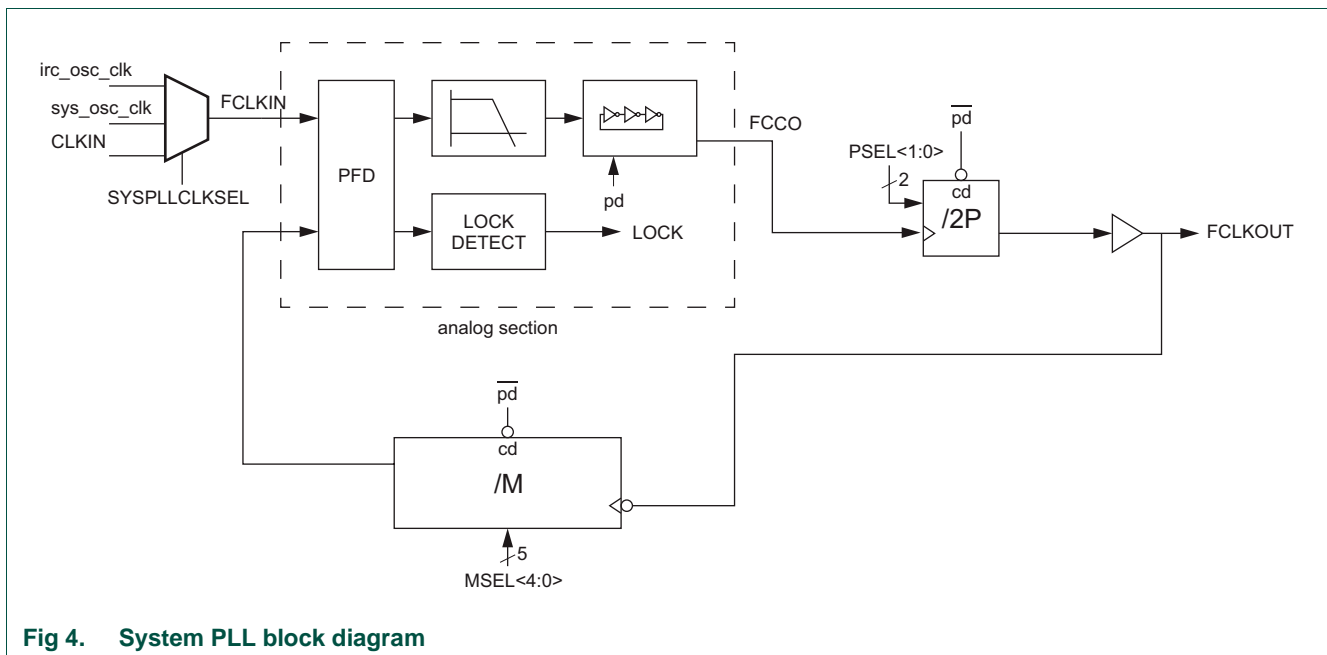 irc_osc_clk
sys_osc_clk
CLKIN
SYSPLLCLKSEL
FCLKIN
PFD
LOCK
DETECT
LOCK
pd
analog section
FCCO
PSEL<1:0>
2
pd
cd
/2P
FCLKOUT
pd
cd
/M
5
MSEL<4:0>
Fig 4. System PLL block diagram